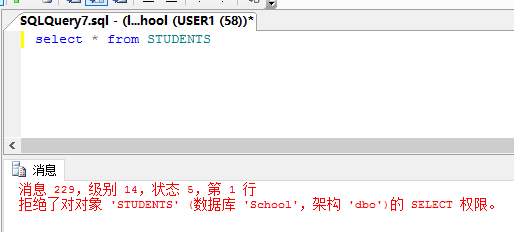 SQLQuery7.sql - (l...hool (USER1 (58))*
select * from STUDENTS
消息
消息 229，级别 14，状态 5，第 1 行
拒绝了对对象 'STUDENTS' (数据库 'School'，架构 'dbo')的 SELECT 权限。